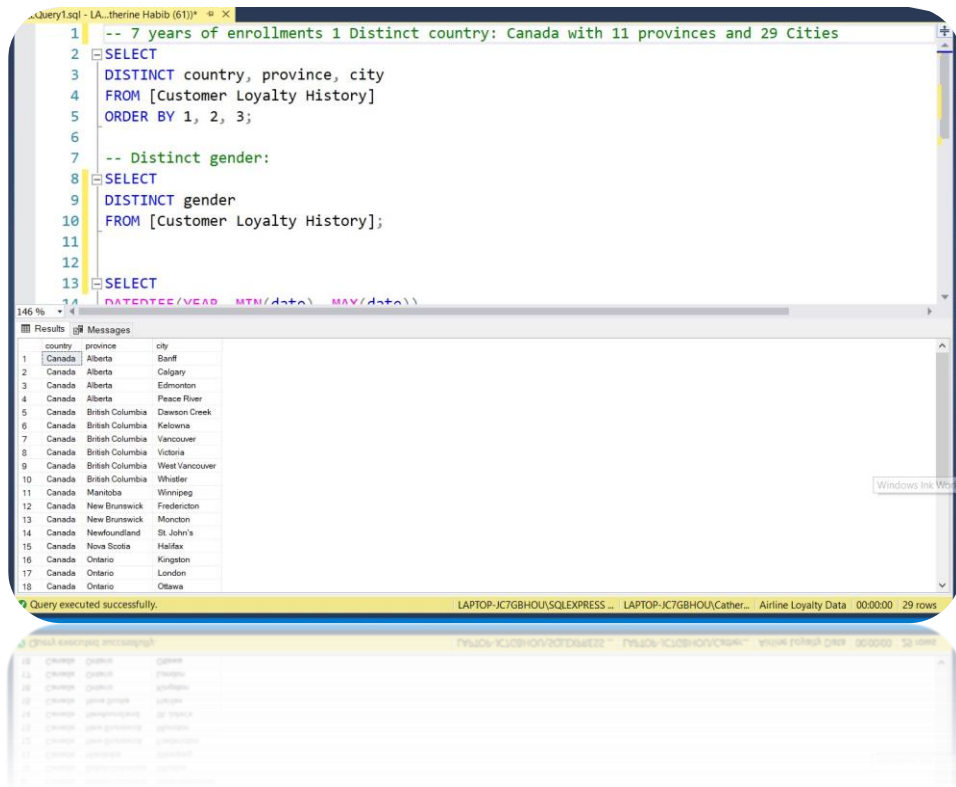 Query1.sql - LA...therine Habib (61))*
1 -- 7 years of enrollments 1 Distinct country: Canada with 11 provinces and 29 Cities
2 SELECT
3 DISTINCT country, province, city
4 FROM [Customer Loyalty History]
5 ORDER BY 1, 2, 3;
6
7 -- Distinct gender:
8 SELECT
9 DISTINCT gender
10 FROM [Customer Loyalty History];
11
12
13 SELECT
14 DATEDIFF(YEAR, MIN(date), MAX(date))
146 %
Results Messages
country province city
1 Canada Alberta Banff
2 Canada Alberta Calgary
3 Canada Alberta Edmonton
4 Canada Alberta Peace River
5 Canada British Columbia Dawson Creek
6 Canada British Columbia Kelowna
7 Canada British Columbia Vancouver
8 Canada British Columbia Victoria
9 Canada British Columbia West Vancouver
10 Canada British Columbia Whistler
11 Canada Manitoba Winnipeg
12 Canada New Brunswick Fredericton
13 Canada New Brunswick Moncton
14 Canada Newfoundland St. John's
15 Canada Nova Scotia Halifax
16 Canada Ontario Kingston
17 Canada Ontario London
18 Canada Ontario Ottawa
Windows Ink Wor
Query executed successfully. LAPTOP-JC7GBHOU\SQLEXPRESS ... LAPTOP-JC7GBHOU\Cather... Airline Loyalty Data 00:00:00 29 rows